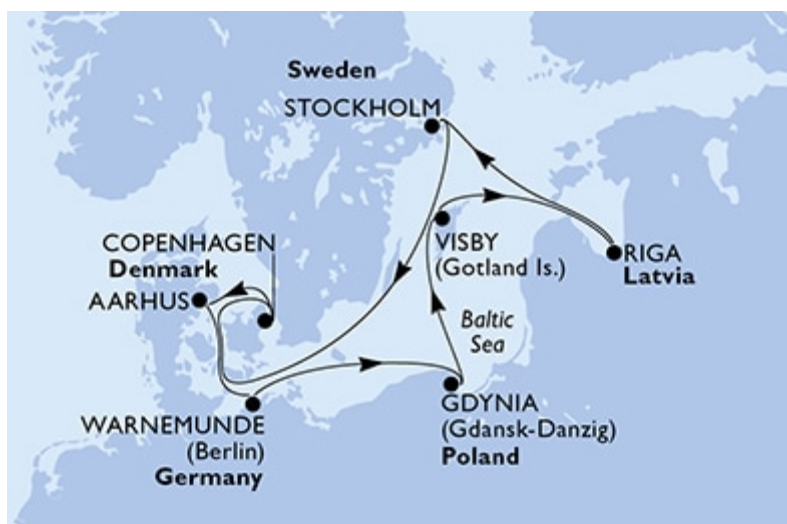 Sweden
STOCKHOLM
COPENHAGEN
Denmark
AARHUS
VISBY
(Gotland Is.)
RIGA
Latvia
Baltic
Sea
WARNEMUNDE
(Berlin)
Germany
GDYNIA
(Gdansk-Danzig)
Poland